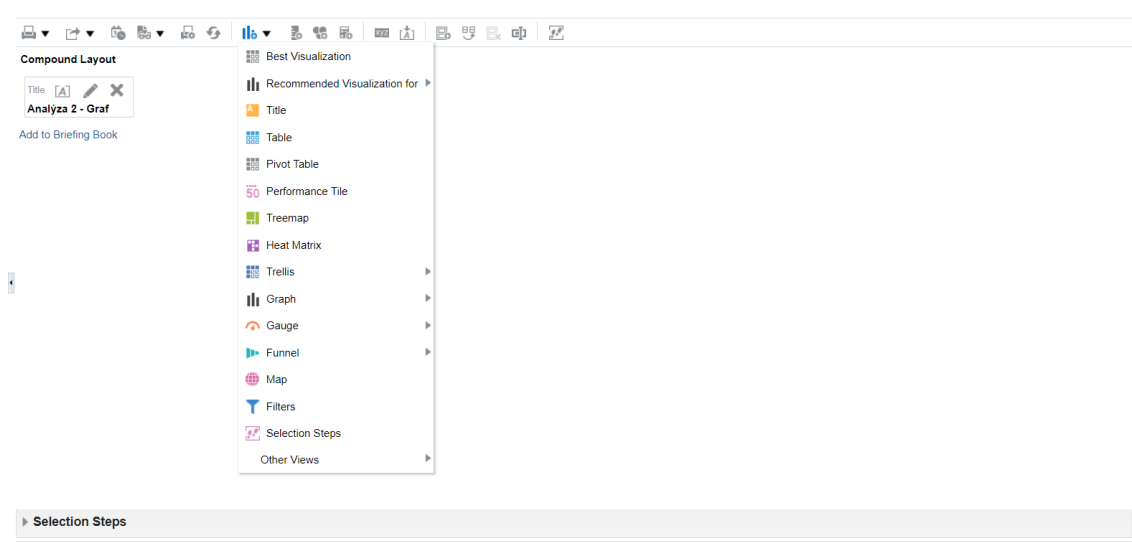 Compound Layout
Title
Analýza 2 - Graf
Add to Briefing Book
Best Visualization
Recommended Visualization for
Title
Table
Pivot Table
50 Performance Tile
Treemap
Heat Matrix
Trellis
Graph
Gauge
Funnel
Map
Filters
Selection Steps
Other Views
Selection Steps